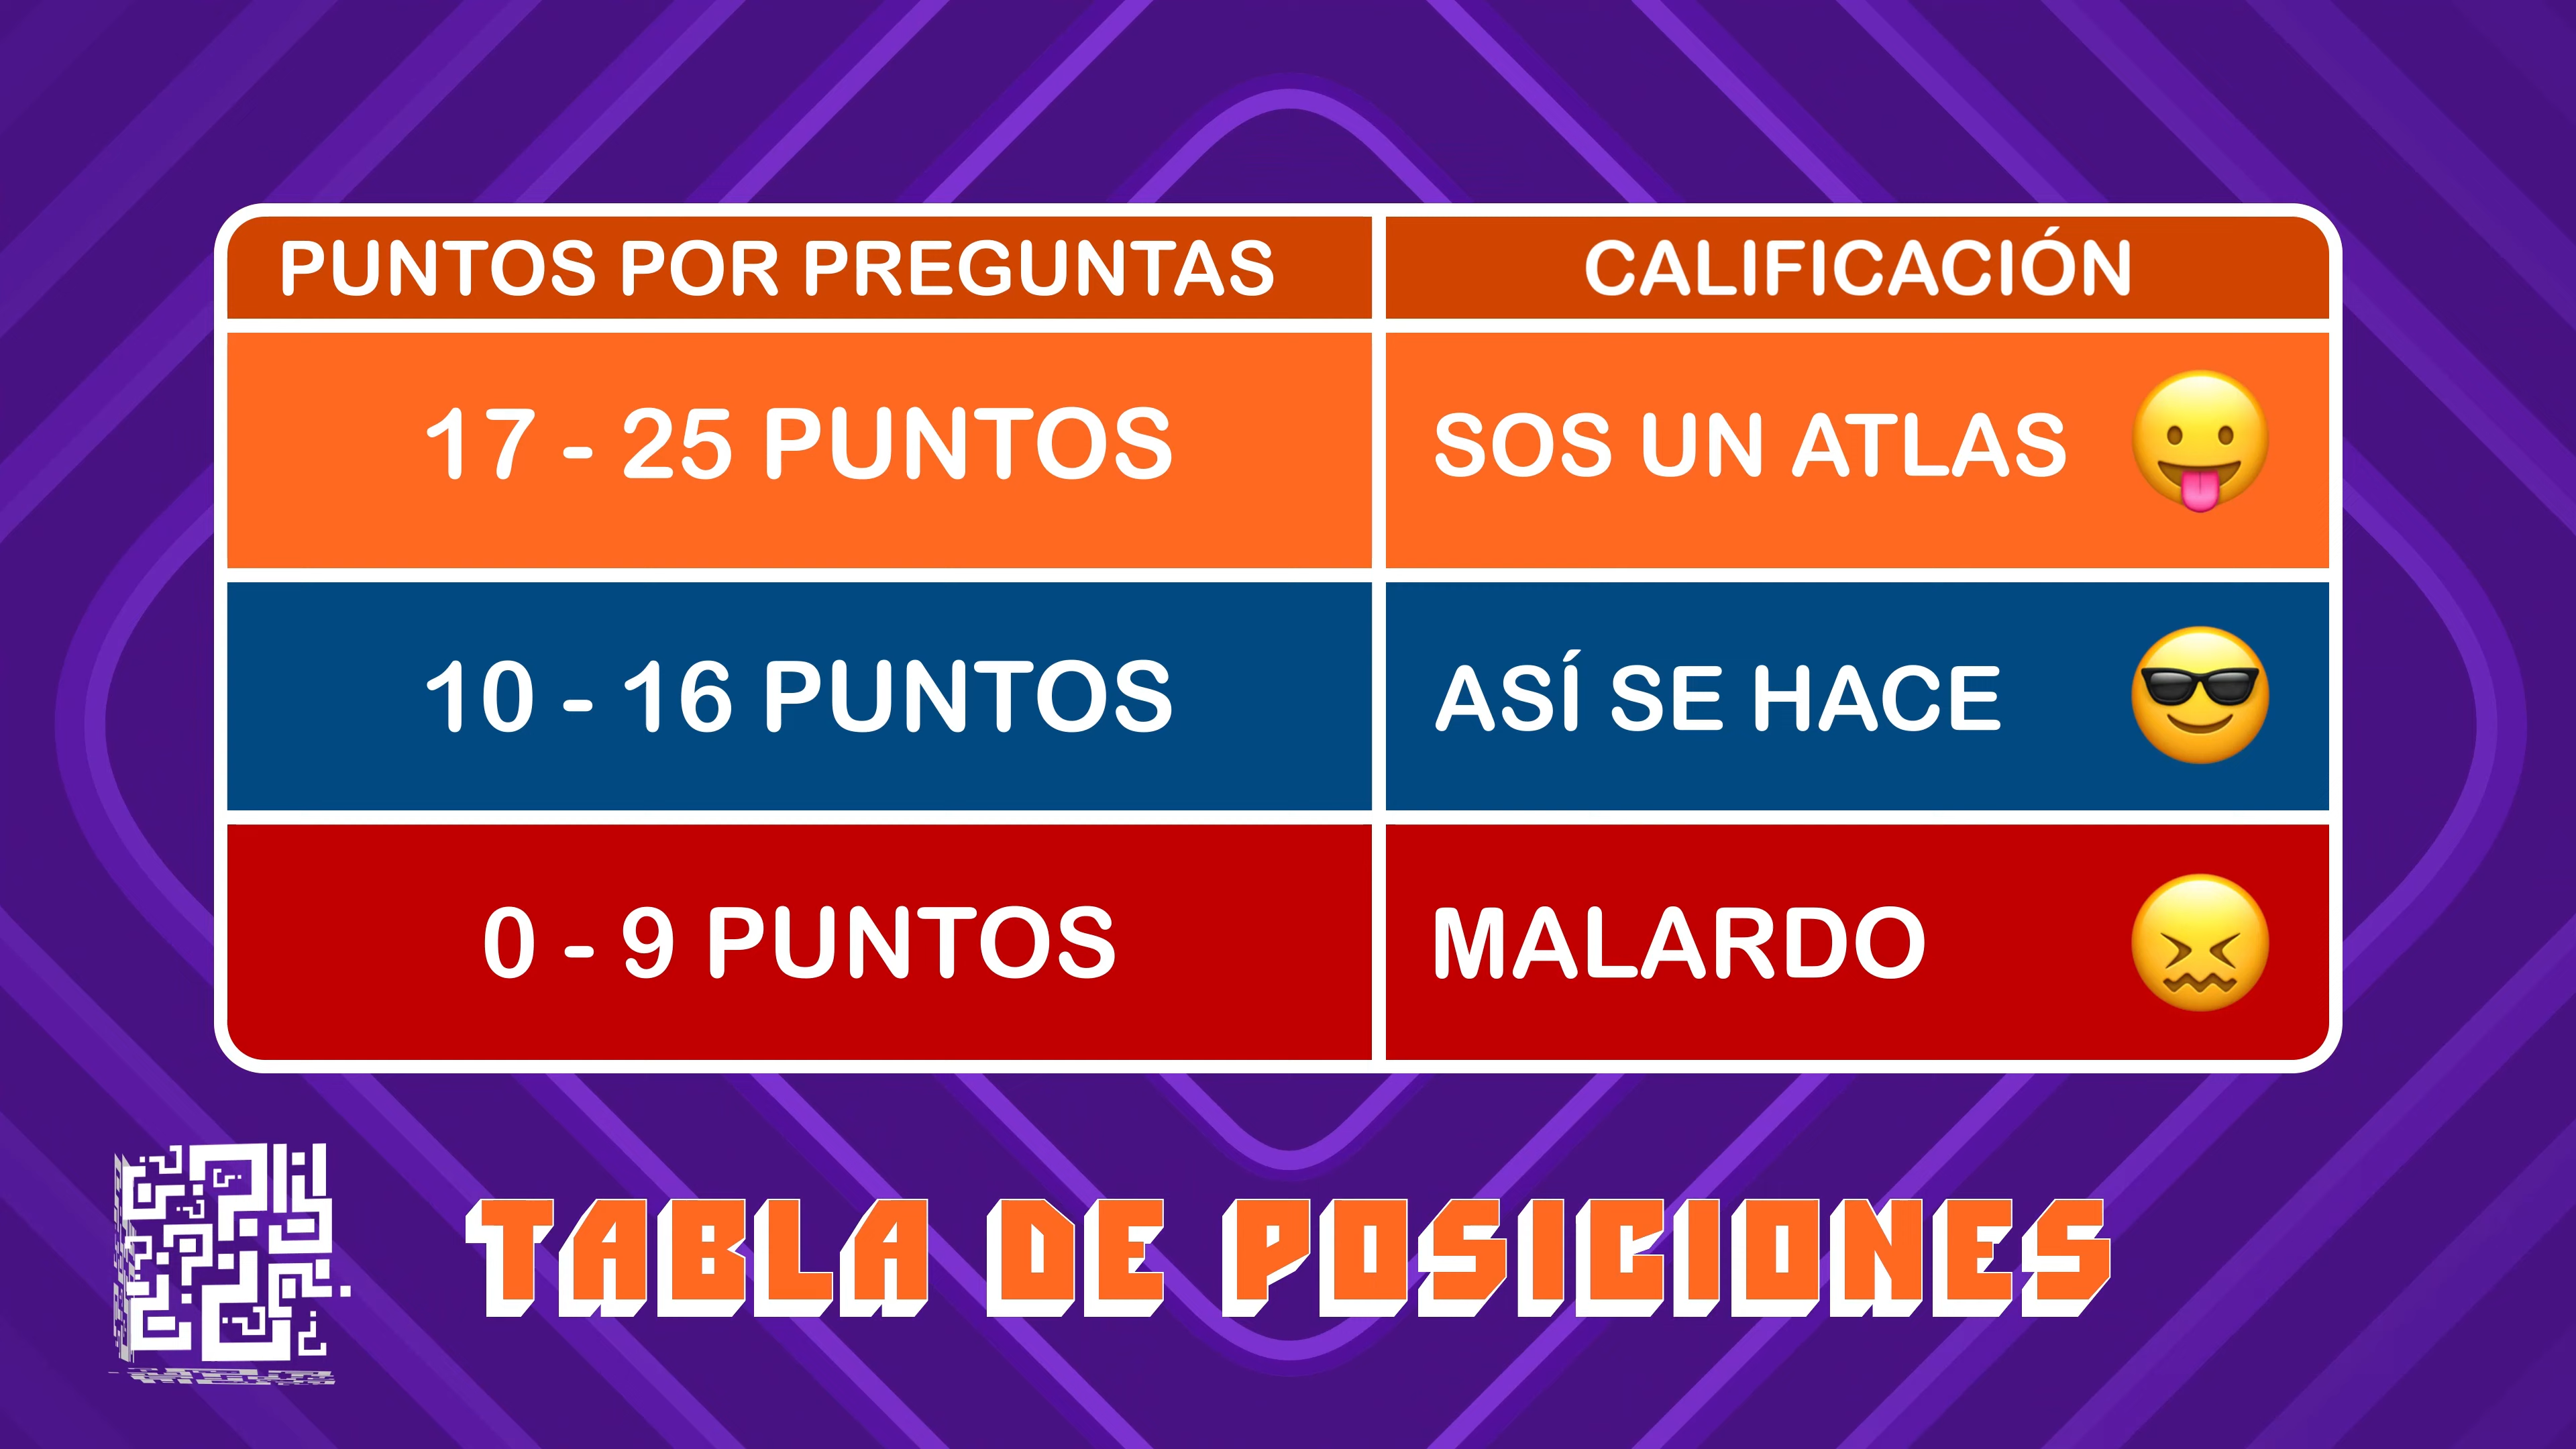 PUNTOS POR PREGUNTAS
CALIFICACIÓN
17 - 25 PUNTOS
SOS UN ATLAS
10 - 16 PUNTOS
ASÍ SE HACE
0 - 9 PUNTOS
MALARDO
TABLA DE POSICIONES